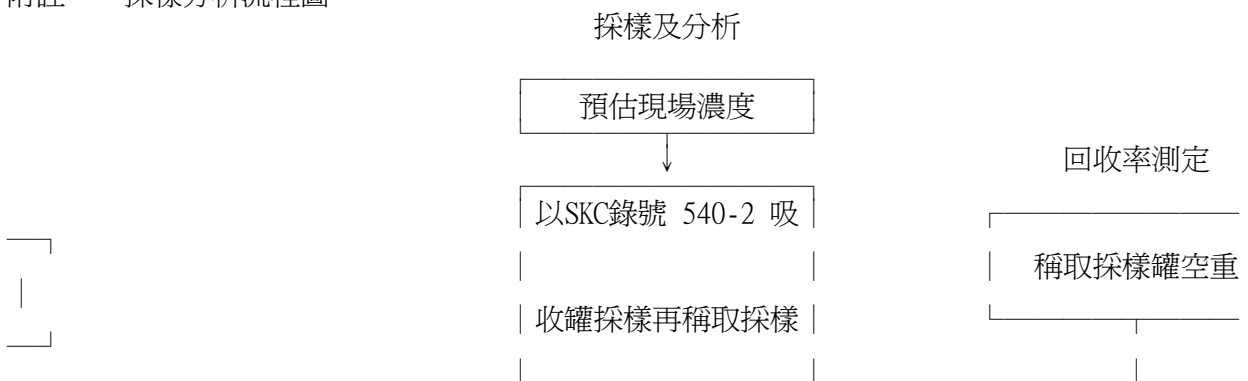 採樣及分析
預估現場濃度
↓
回收率測定
以SKC錄號 540-2 吸
稱取採樣罐空重
收罐採樣再稱取採樣